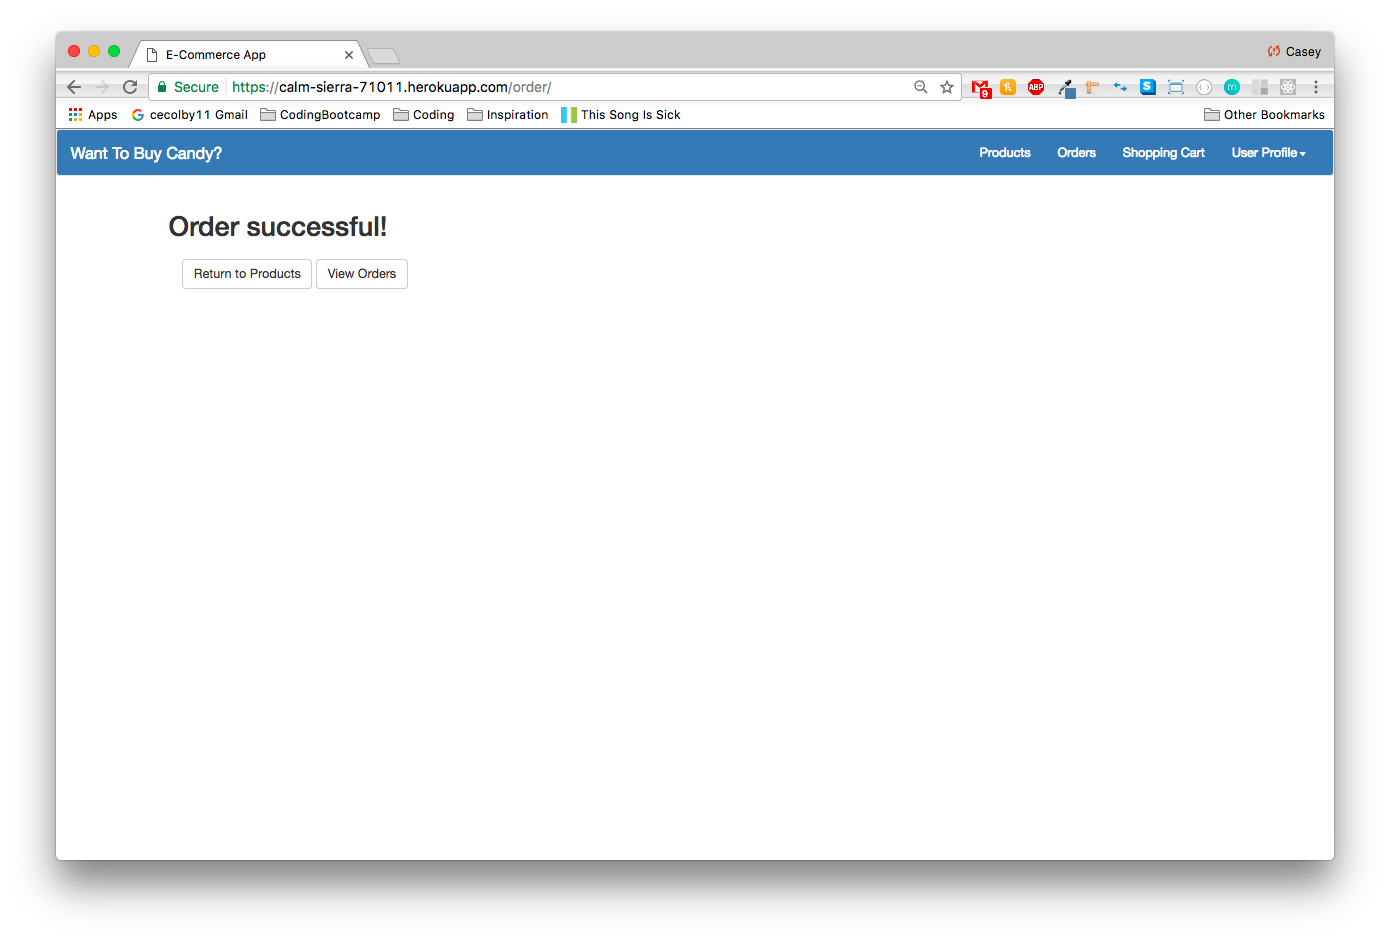 E-Commerce App
Casey
Secure https://calm-sierra-71011.herokuapp.com/order/
9
ABP
S
m
Apps cecolby11 Gmail CodingBootcamp Coding Inspiration This Song Is Sick Other Bookmarks
Want To Buy Candy? Products Orders Shopping Cart User Profile
Order successful!
Return to Products View Orders